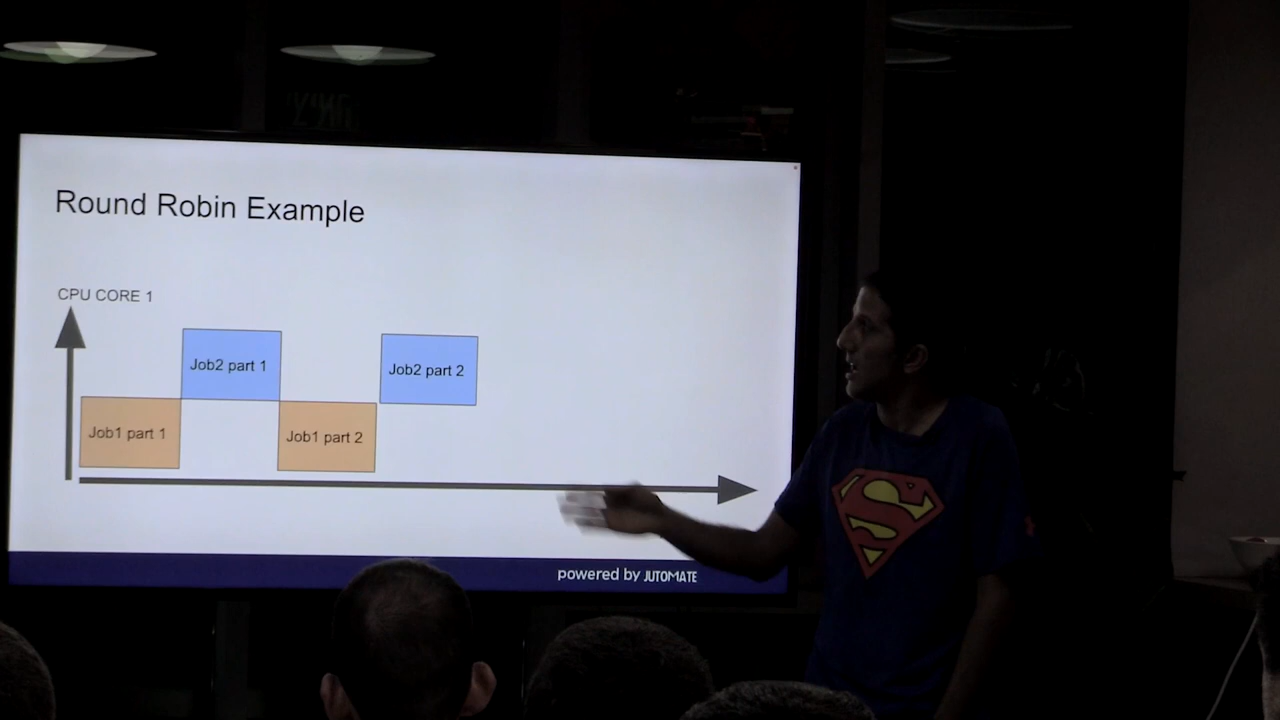 Round Robin Example
CPU CORE 1
Job2 part 1
Job2 part 2
Job1 part 1
Job1 part 2
powered by JUTOMATE